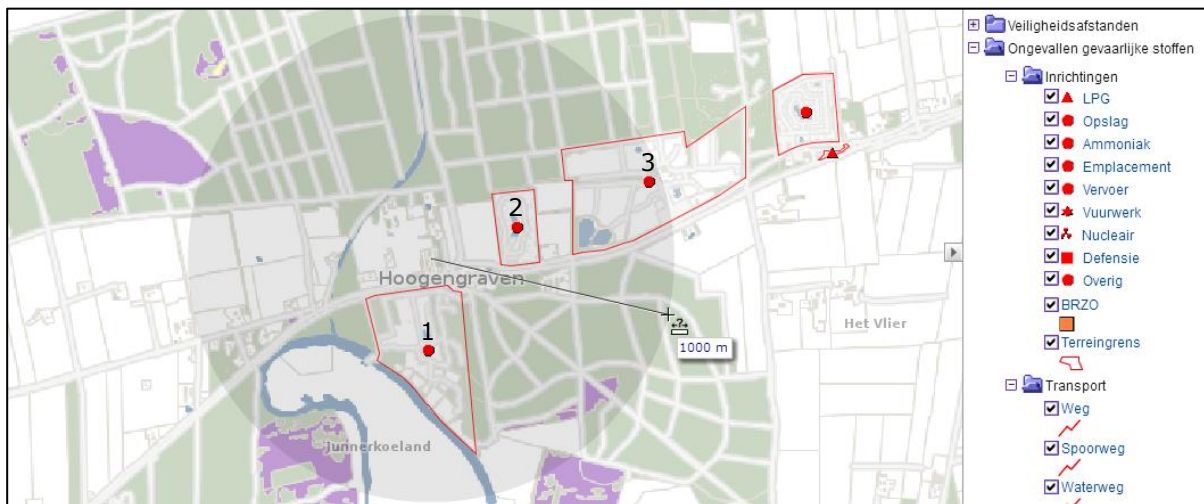 3
2
Hoogengraven
1
1000 m
Het Vlier
Junnerkoeland
Veiligheidsafstanden
Ongevallen gevaarlijke stoffen
Inrichtingen
LPG
Opslag
Ammoniak
Emplacement
Vervoer
Vuurwerk
Nucleair
Defensie
Overig
BRZO
Terreingrens
Transport
Weg
Spoorweg
Waterweg